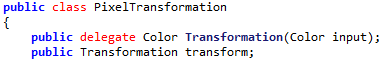 public class PixelTransformation
{
    public delegate Color Transformation(Color input);
    public Transformation transform;